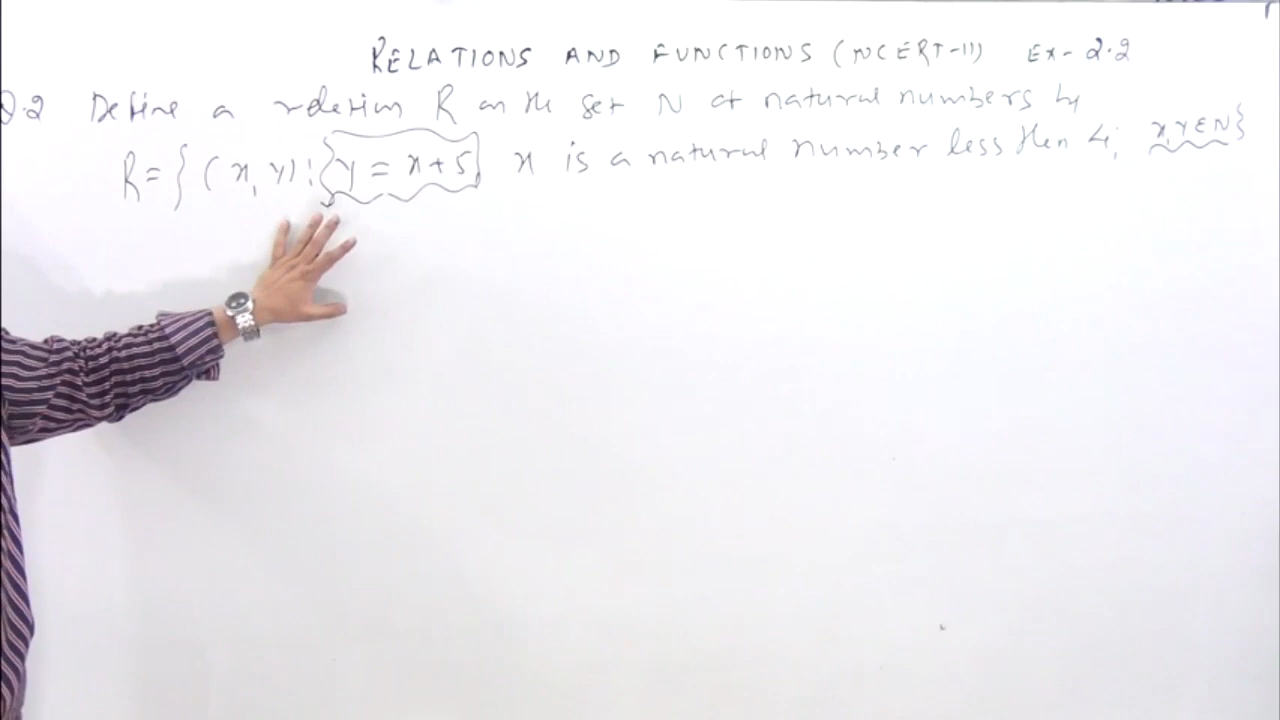 RELATIONS AND FUNCTIONS (NCERT-11) Ex- 2.2
Q.2 Define a relation R on the set N of natural numbers by
R = { (x, y) : y = x + 5, x is a natural number less then 4; x, y ∈ N }